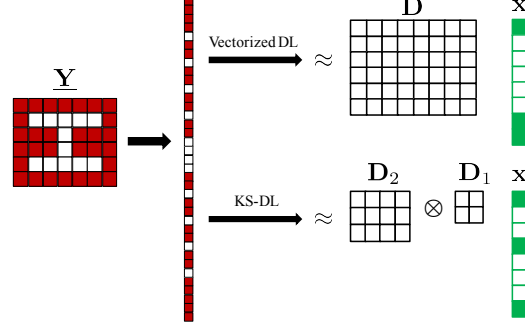 D
x
Vectorized DL
≈
Y
D₂
D₁
x
KS-DL
≈
⊗